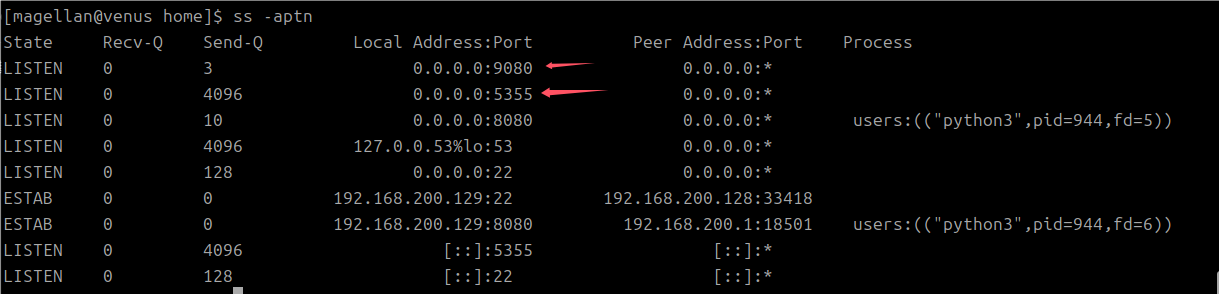 [magellan@venus home]$ ss -aptn
State Recv-Q Send-Q Local Address:Port Peer Address:Port Process
LISTEN 0 3 0.0.0.0:9080 0.0.0.0:*
LISTEN 0 4096 0.0.0.0:5355 0.0.0.0:*
LISTEN 0 10 0.0.0.0:8080 0.0.0.0:* users:(("python3",pid=944,fd=5))
LISTEN 0 4096 127.0.0.53%lo:53 0.0.0.0:*
LISTEN 0 128 0.0.0.0:22 0.0.0.0:*
ESTAB 0 0 192.168.200.129:22 192.168.200.128:33418
ESTAB 0 0 192.168.200.129:8080 192.168.200.1:18501 users:(("python3",pid=944,fd=6))
LISTEN 0 4096 [::]:5355 [::]:*
LISTEN 0 128 [::]:22 [::]:*